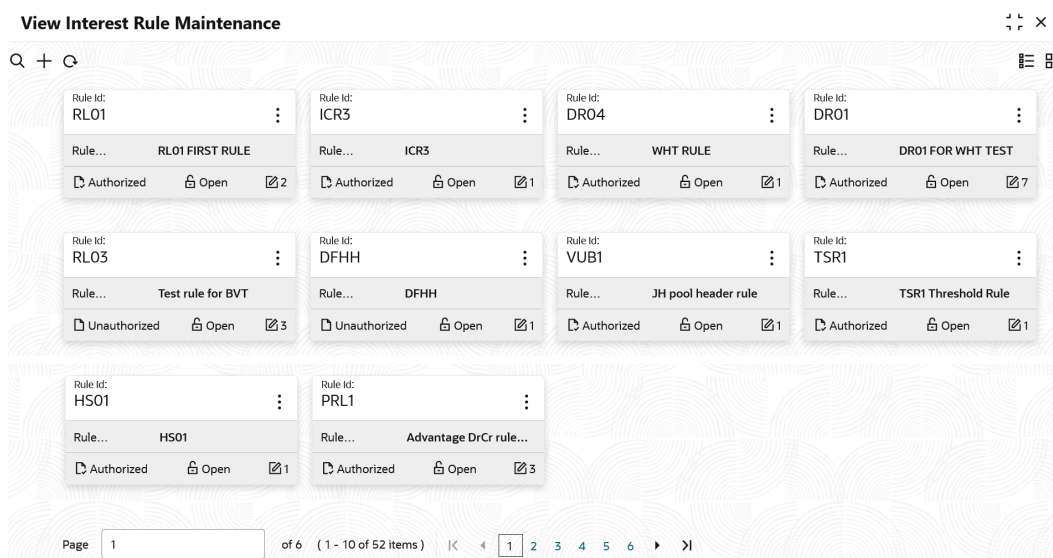 View Interest Rule Maintenance
Rule Id: Rule Id: Rule Id: Rule Id:
RL01 ICR3 DR04 DR01
Rule... RL01 FIRST RULE Rule... ICR3 Rule... WHT RULE Rule... DR01 FOR WHT TEST
Authorized Open 2 Authorized Open 1 Authorized Open 1 Authorized Open 7
Rule Id: Rule Id: Rule Id: Rule Id:
RL03 DFHH VUB1 TSR1
Rule... Test rule for BVT Rule... DFHH Rule... JH pool header rule Rule... TSR1 Threshold Rule
Unauthorized Open 3 Unauthorized Open 1 Authorized Open 1 Authorized Open 1
Rule Id: Rule Id:
HS01 PRL1
Rule... HS01 Rule... Advantage DrCr rule...
Authorized Open 1 Authorized Open 3
Page 1 of 6 ( 1 - 10 of 52 items ) 1 2 3 4 5 6